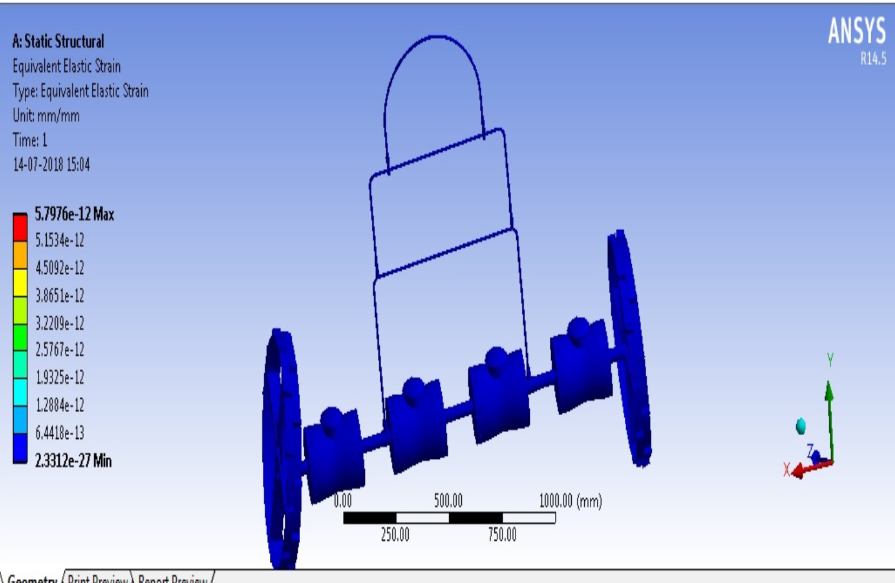 A: Static Structural
Equivalent Elastic Strain
Type: Equivalent Elastic Strain
Unit: mm/mm
Time: 1
14-07-2018 15:04
ANSYS
R14.5
5.7976e-12 Max
5.1534e-12
4.5092e-12
3.8651e-12
3.2209e-12
2.5767e-12
1.9325e-12
1.2884e-12
6.4418e-13
2.3312e-27 Min
Y
Z
X
0.00 500.00 1000.00 (mm)
250.00 750.00
Geometry Print Preview Report Preview